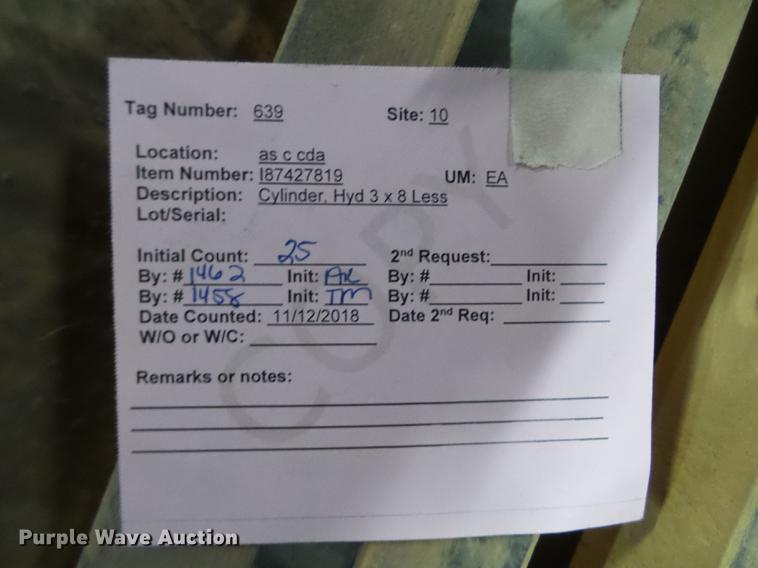 Tag Number: 639 Site: 10
Location: as c cda
Item Number: I87427819 UM: EA
Description: Cylinder, Hyd 3 x 8 Less
Lot/Serial:
Initial Count: 25 2nd Request:
By: # 1462 Init: AK By: # Init:
By: # 1458 Init: TM By: # Init:
Date Counted: 11/12/2018 Date 2nd Req:
W/O or W/C:
Remarks or notes:
COPY
Purple Wave Auction